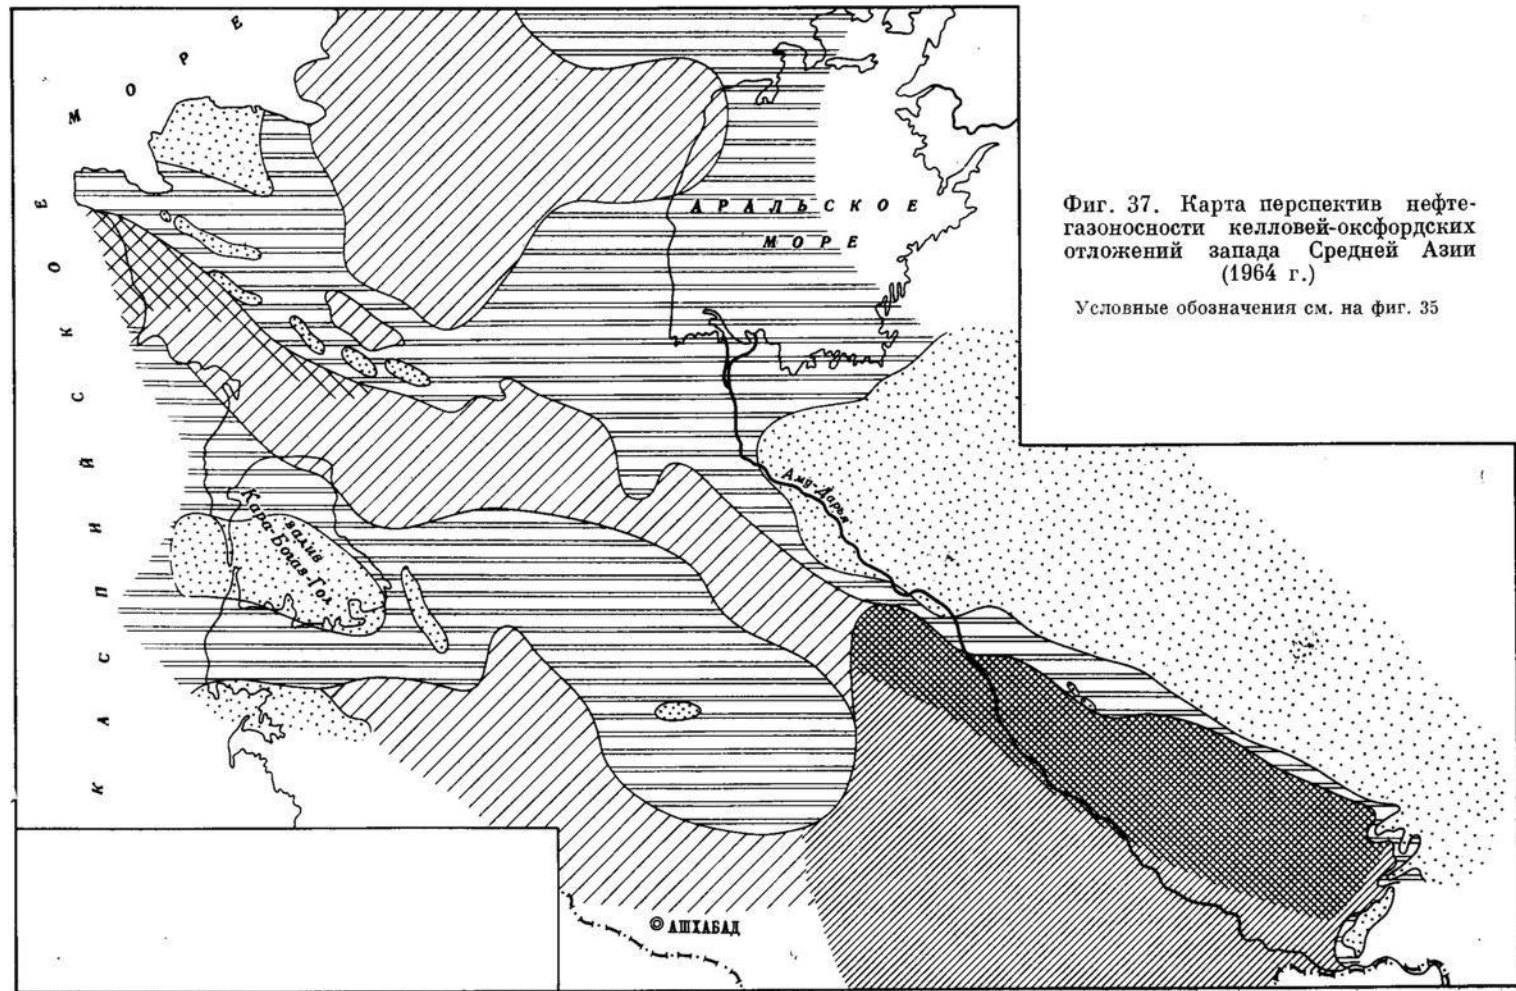 КАСПИЙСКОЕ МОРЕ
АРАЛЬСКОЕ
МОРЕ
Фиг. 37. Карта перспектив нефте-
газоносности келловей-оксфордских
отложений запада Средней Азии
(1964 г.)
Условные обозначения см. на фиг. 35
Аму-Дарья
залив
Кара-Богаз-Гол
АШХАБАД